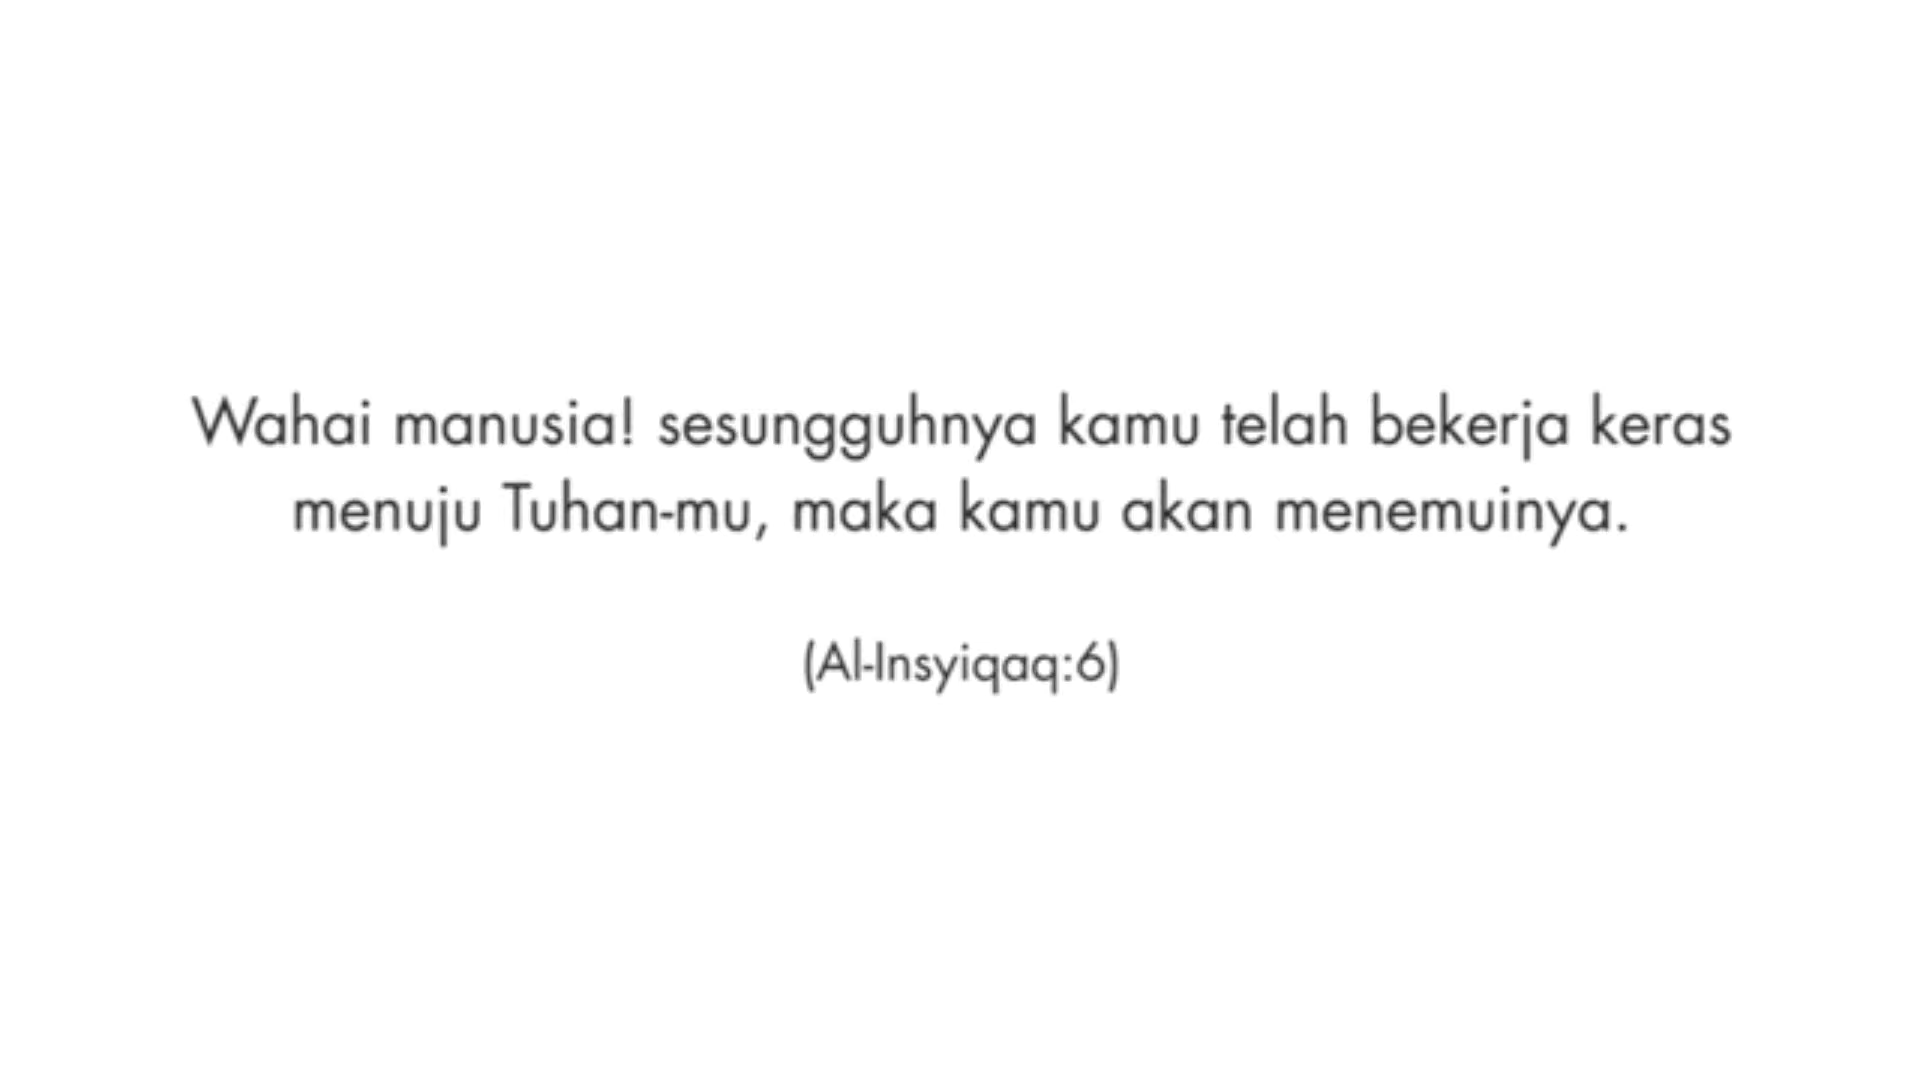 Wahai manusia! sesungguhnya kamu telah bekerja keras
menuju Tuhan-mu, maka kamu akan menemuinya.
(Al-Insyiqaq:6)